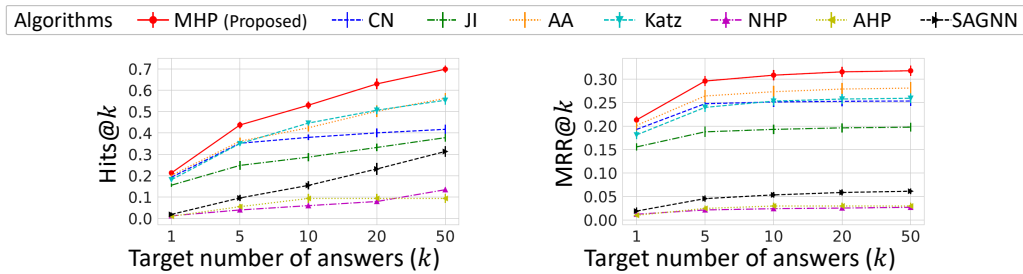 Algorithms MHP (Proposed) CN JI AA Katz NHP AHP SAGNN
Hits@k
0.7
0.6
0.5
0.4
0.3
0.2
0.1
0.0
1 5 10 20 50
Target number of answers (k)
MRR@k
0.30
0.25
0.20
0.15
0.10
0.05
0.00
1 5 10 20 50
Target number of answers (k)